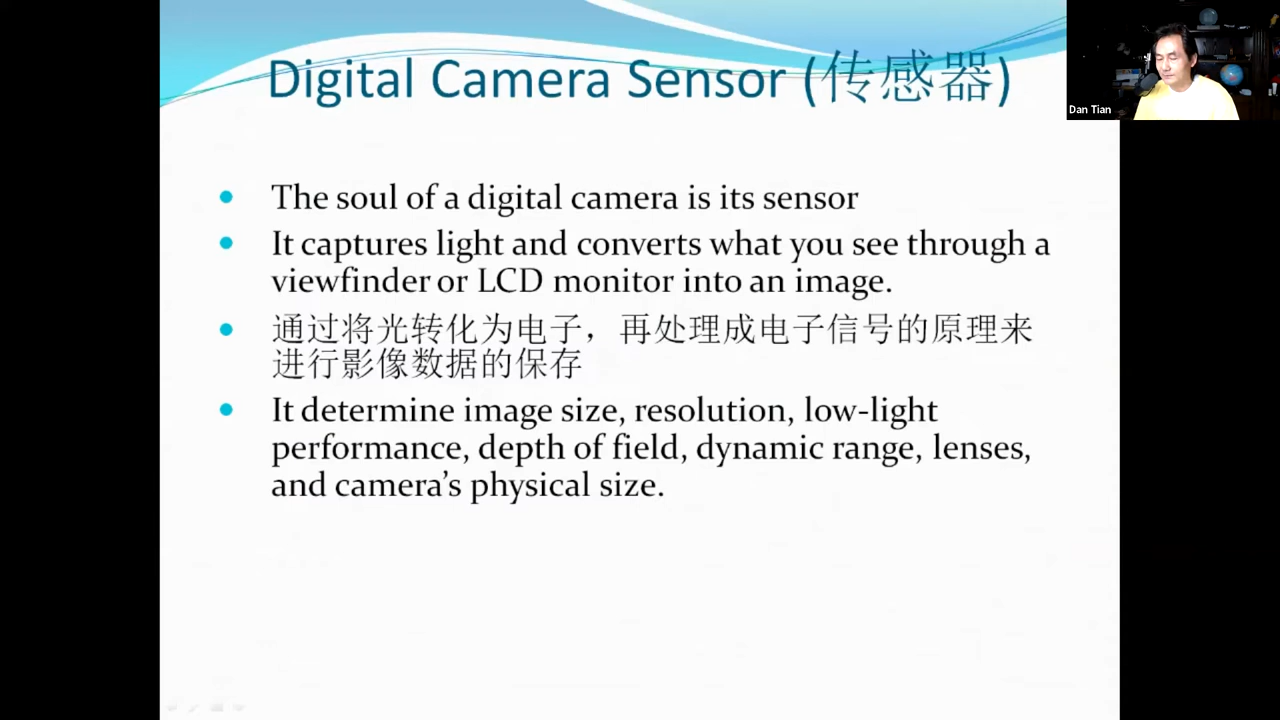 Digital Camera Sensor (传感器)
Dan Tian
The soul of a digital camera is its sensor
It captures light and converts what you see through a
viewfinder or LCD monitor into an image.
通过将光转化为电子，再处理成电子信号的原理来
进行影像数据的保存
It determine image size, resolution, low-light
performance, depth of field, dynamic range, lenses,
and camera's physical size.